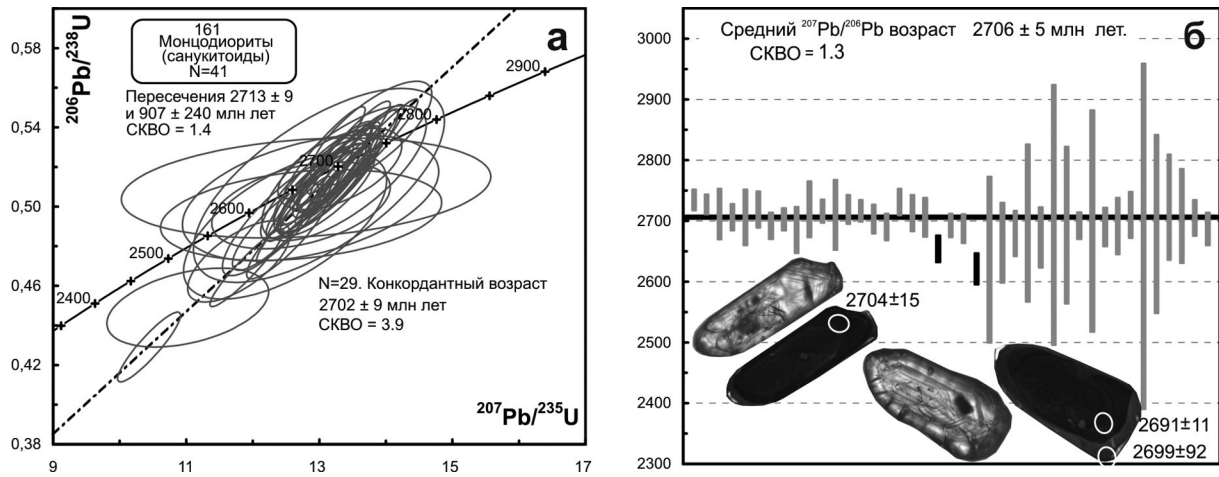 а
161
Монцодиориты
(санукитоиды)
N=41
Пересечения 2713 ± 9
и 907 ± 240 млн лет
СКВО = 1.4
206Pb/238U
0,58
0,54
0,50
0,46
0,42
0,38
2900
2800
2700
2600
2500
2400
N=29. Конкордантный возраст
2702 ± 9 млн лет
СКВО = 3.9
207Pb/235U
9
11
13
15
17
б
Средний 207Pb/206Pb возраст 2706 ± 5 млн лет.
СКВО = 1.3
3000
2900
2800
2700
2600
2500
2400
2300
2704±15
2691±11
2699±92